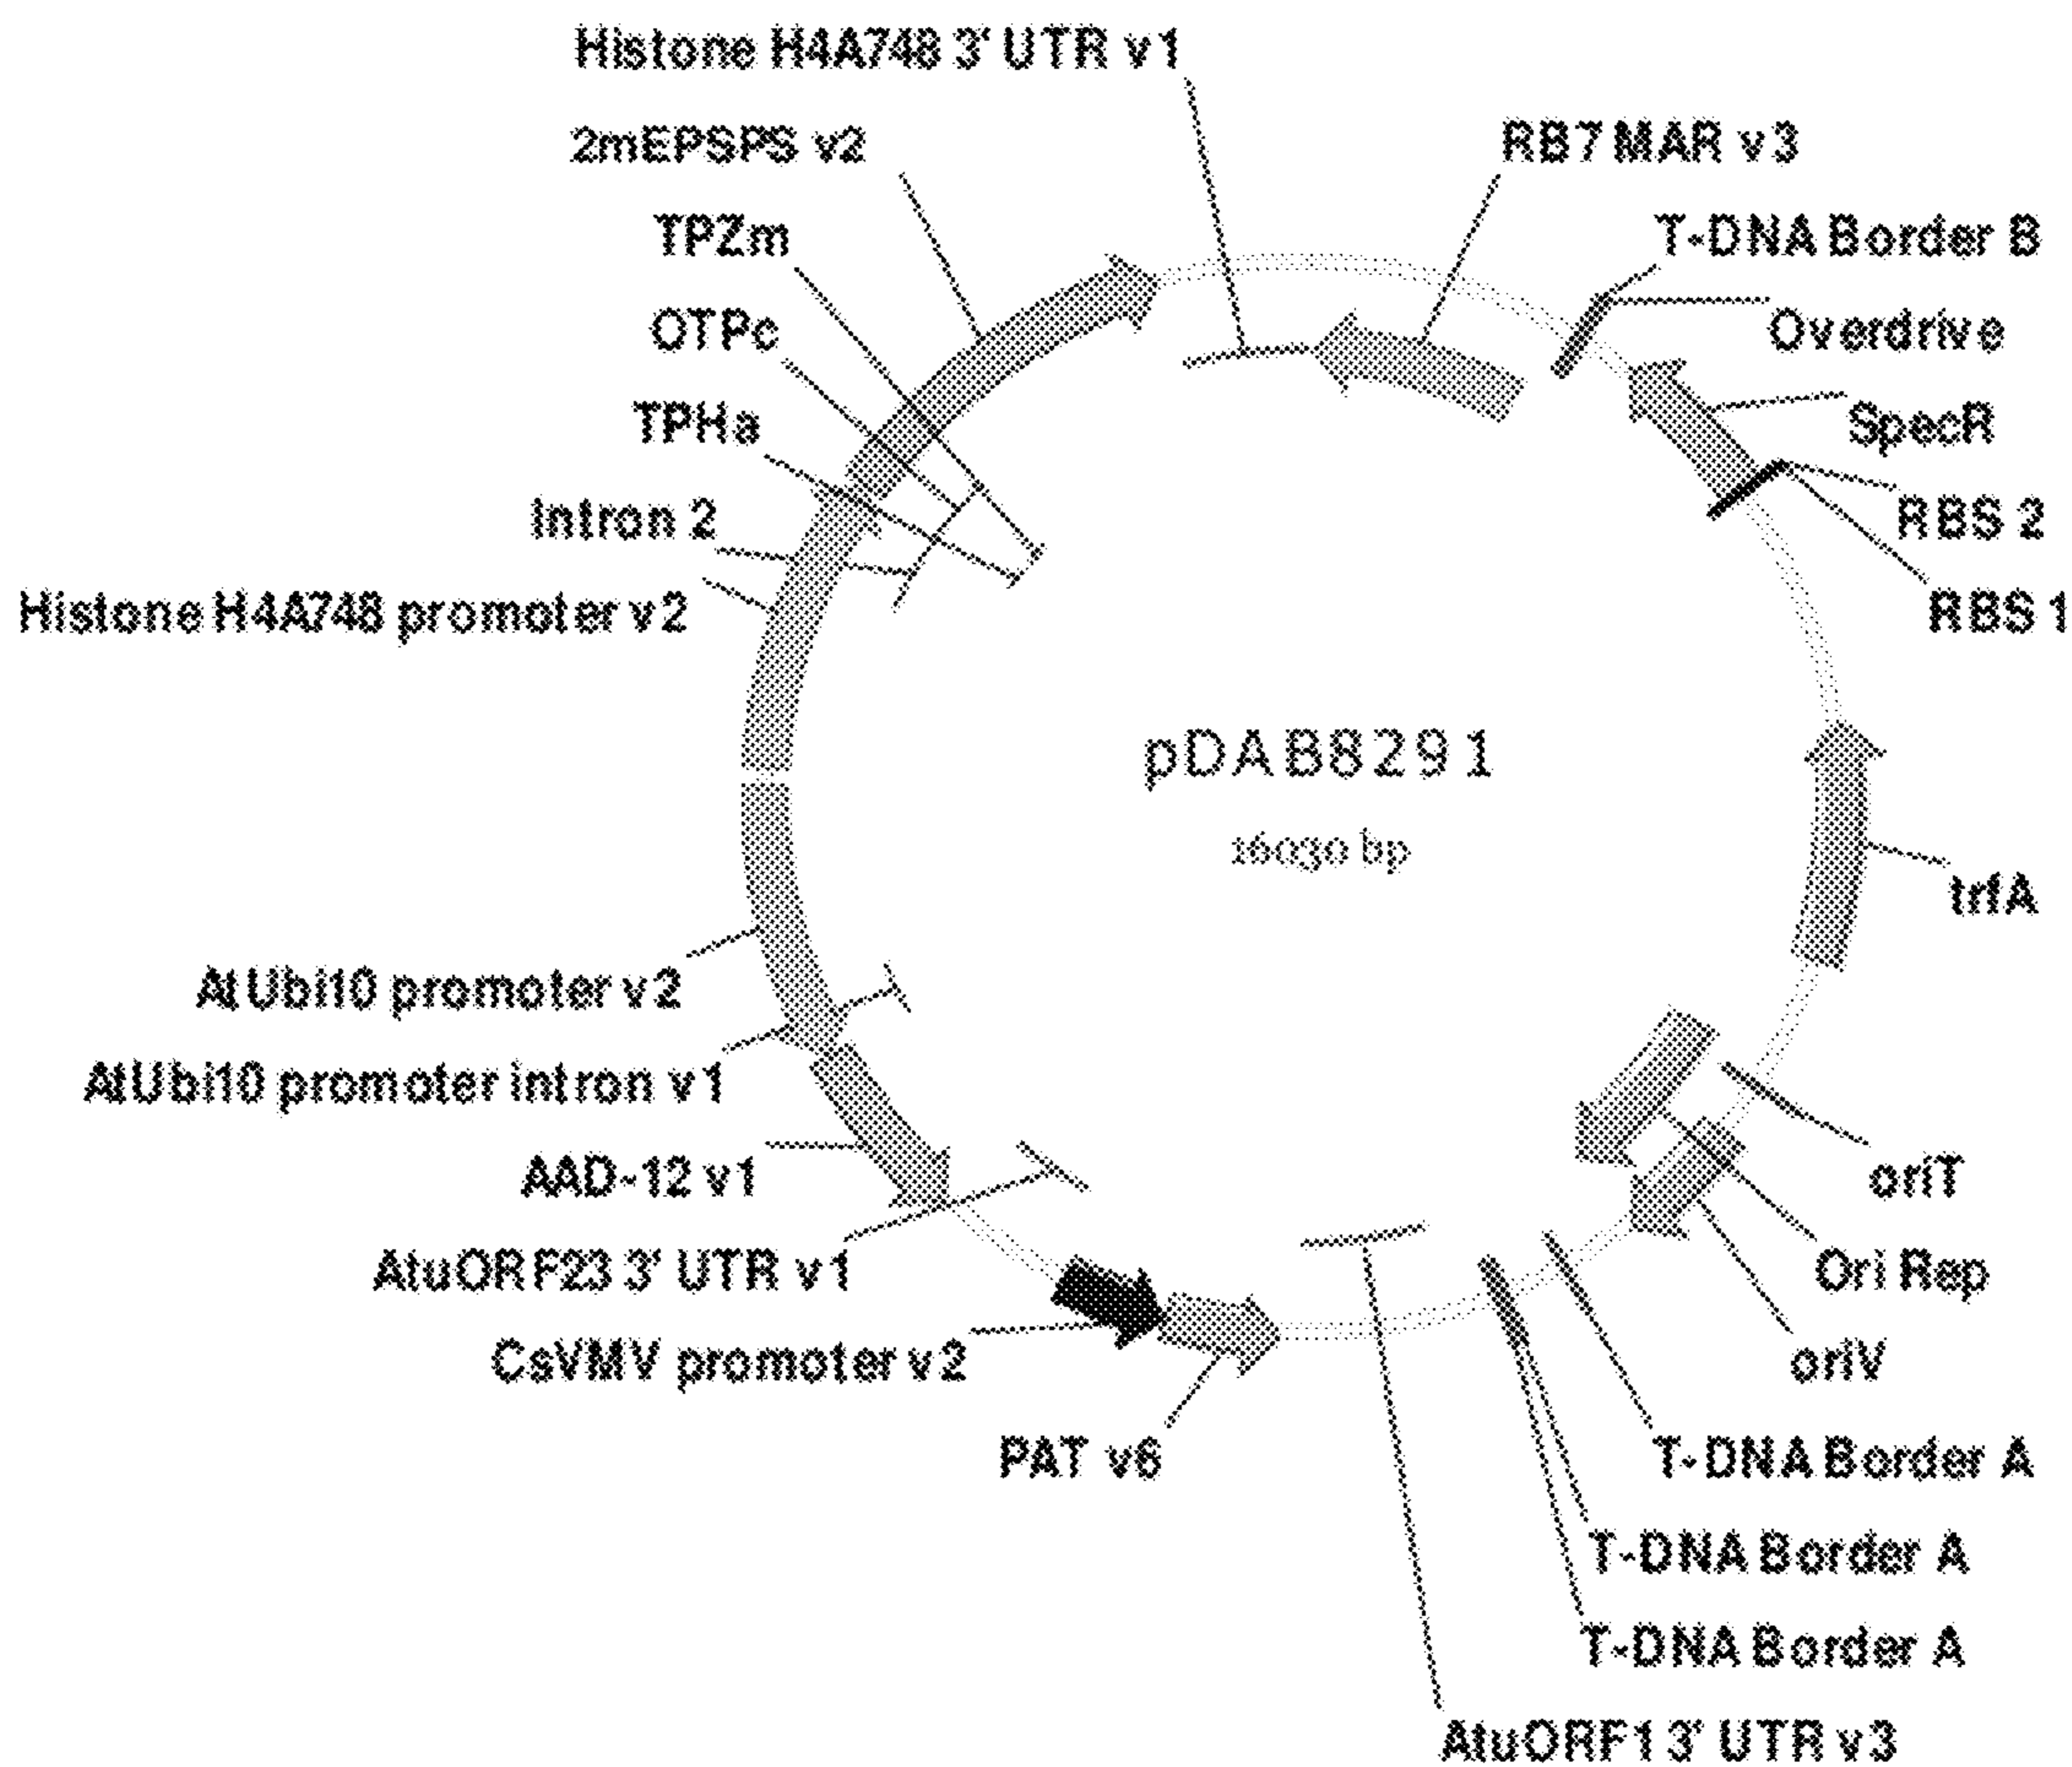 Histone H4A748 3' UTR v1
2mEPSPS v2
RB7 MAR v3
TPZm
T-DNA Border B
OTPc
Overdrive
TPHa
SpecR
Intron 2
RBS 2
Histone H4A748 promoter v2
RBS 1
pDAB8291
16030 bp
trfA
AtUbi10 promoter v2
AtUbi10 promoter intron v1
AAD-12 v1
oriT
AtuORF23 3' UTR v1
Ori Rep
CsVMV promoter v2
oriV
PAT v6
T-DNA Border A
T-DNA Border A
T-DNA Border A
AtuORF1 3' UTR v3